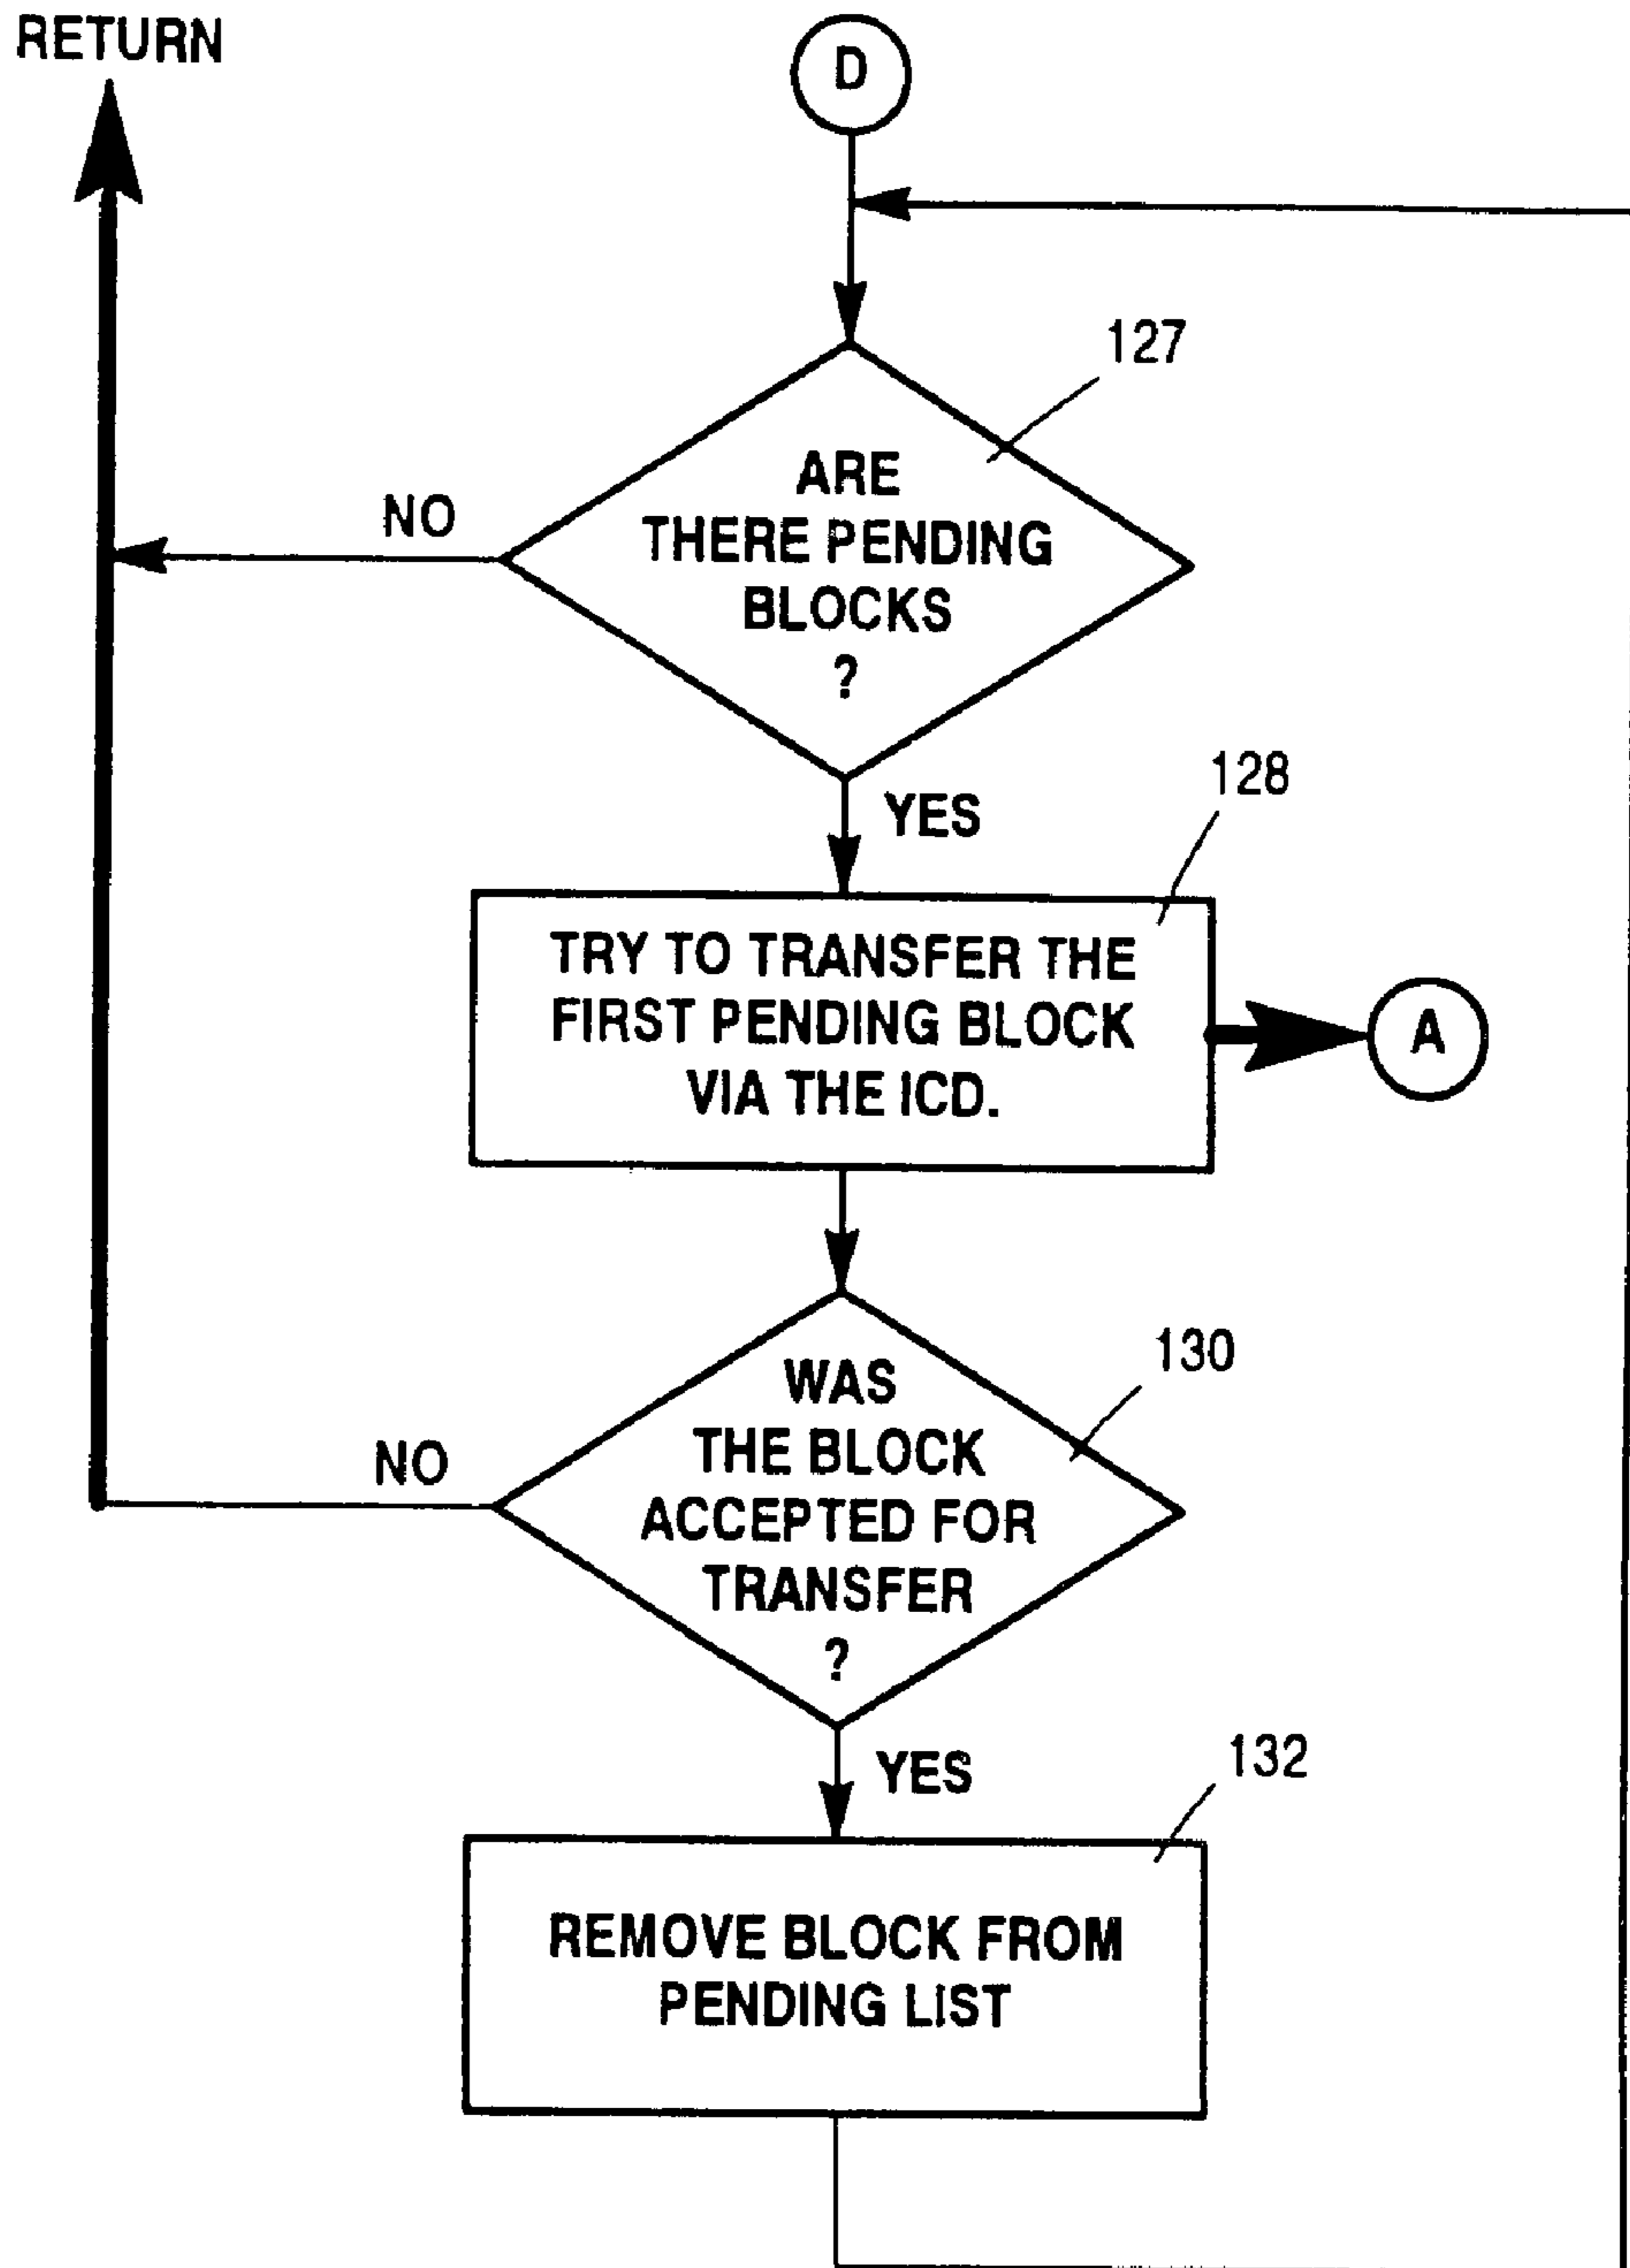 RETURN
D
127
ARE
THERE PENDING
BLOCKS
?
NO
YES
128
TRY TO TRANSFER THE
FIRST PENDING BLOCK
VIA THE ICD.
A
130
WAS
THE BLOCK
ACCEPTED FOR
TRANSFER
?
NO
YES
132
REMOVE BLOCK FROM
PENDING LIST